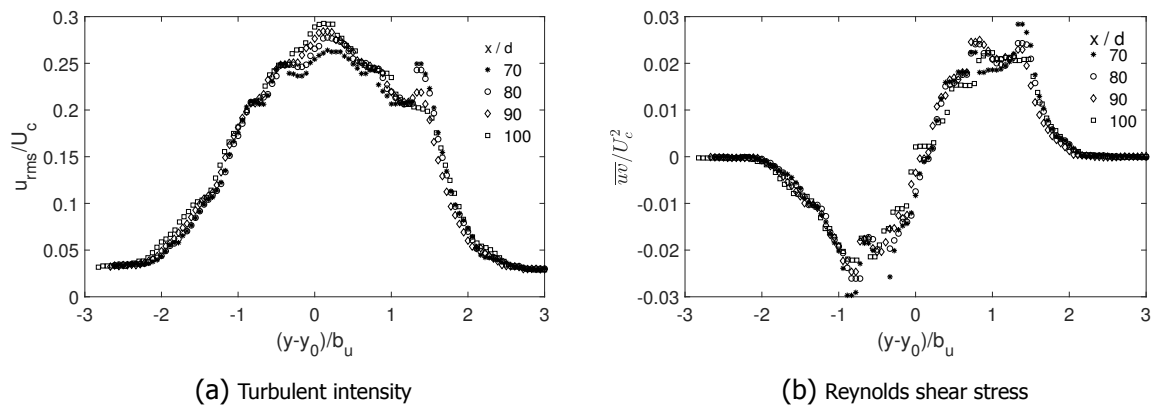 0.3
0.25
0.2
0.15
0.1
0.05
0
u_rms/U_c
-3 -2 -1 0 1 2 3
(y-y_0)/b_u
x / d
70
80
90
100
(a) Turbulent intensity
0.03
0.02
0.01
0
-0.01
-0.02
-0.03
\overline{uv}/U_c^2
-3 -2 -1 0 1 2 3
(y-y_0)/b_u
x / d
70
80
90
100
(b) Reynolds shear stress